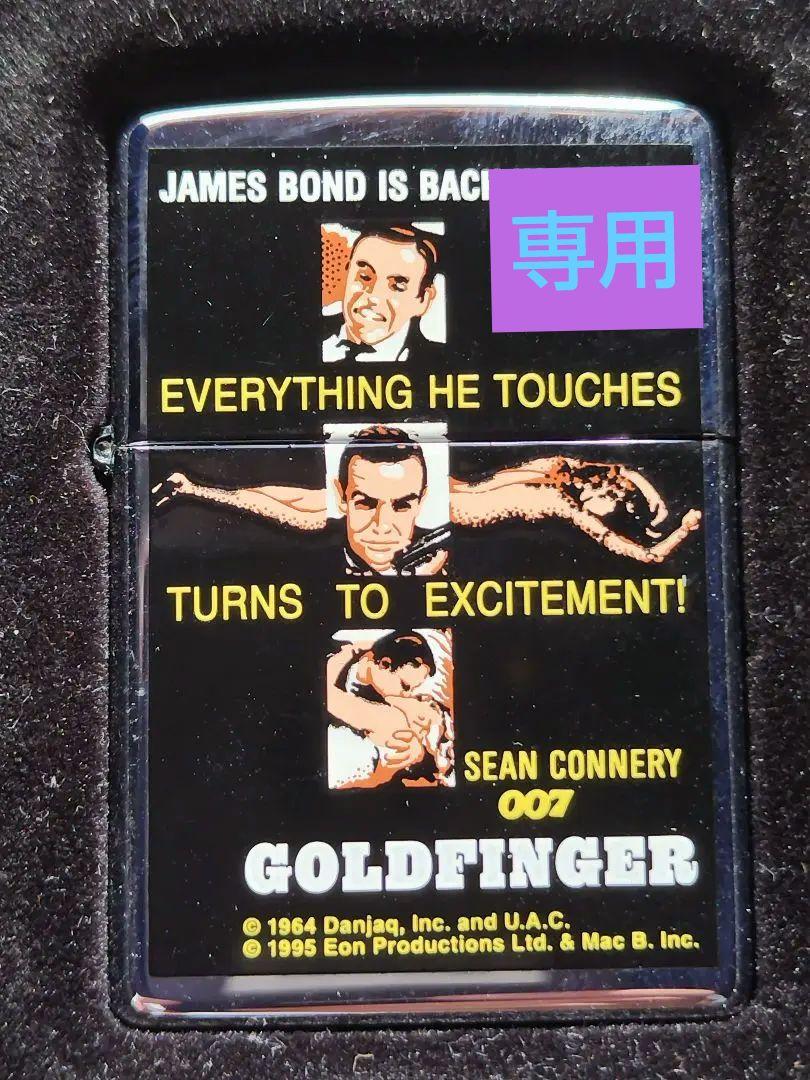 JAMES BOND IS BAC
専用
EVERYTHING HE TOUCHES
TURNS TO EXCITEMENT!
SEAN CONNERY
007
GOLDFINGER
© 1964 Danjaq, Inc. and U.A.C.
© 1995 Eon Productions Ltd. & Mac B. Inc.